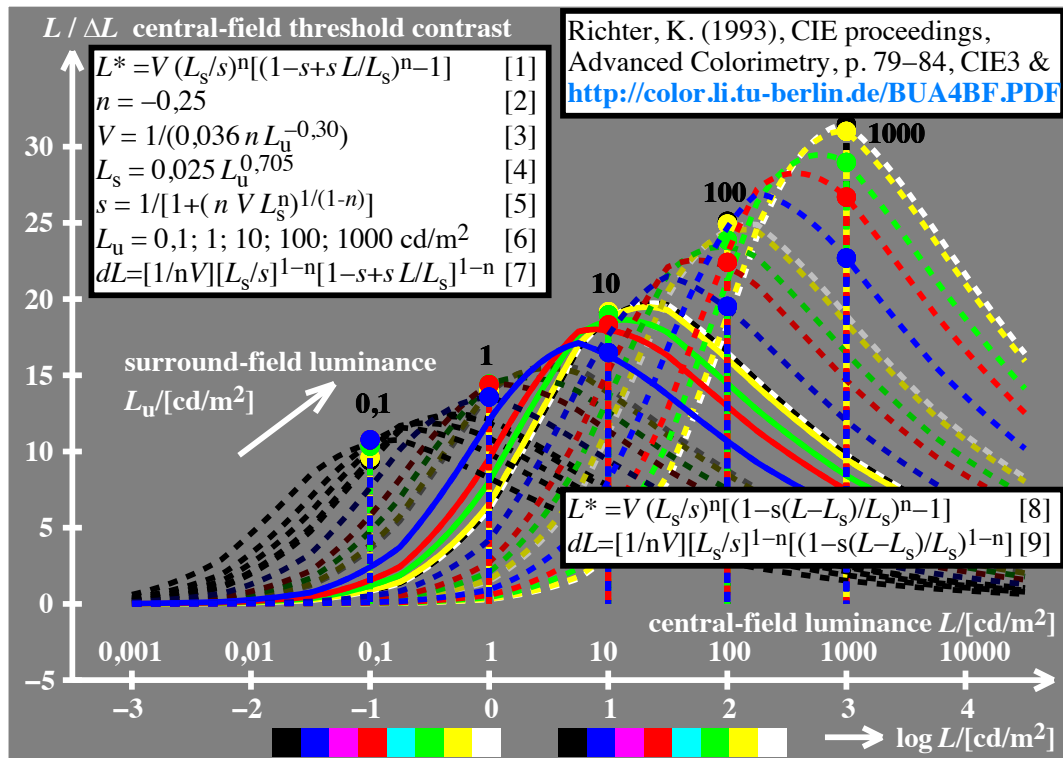 L / ΔL central-field threshold contrast
L* =V (Ls/s)ⁿ[(1–s+s L/Ls)ⁿ–1] [1]
n = –0,25 [2]
V = 1/(0,036 n Lu^–0,30) [3]
Ls = 0,025 Lu^0,705 [4]
s = 1/[1+( n V Lsⁿ)^1/(1-n)] [5]
Lu = 0,1; 1; 10; 100; 1000 cd/m² [6]
dL=[1/nV][Ls/s]^1–n[1–s+s L/Ls]^1–n [7]
Richter, K. (1993), CIE proceedings,
Advanced Colorimetry, p. 79–84, CIE3 &
http://color.li.tu-berlin.de/BUA4BF.PDF
30
25
20
15
10
5
0
–5
1000
100
10
1
0,1
surround-field luminance
Lu/[cd/m²]
L* =V (Ls/s)ⁿ[(1–s(L–Ls)/Ls)ⁿ–1] [8]
dL=[1/nV][Ls/s]^1–n[(1–s(L–Ls)/Ls)^1–n] [9]
central-field luminance L/[cd/m²]
0,001 0,01 0,1 1 10 100 1000 10000
–3 –2 –1 0 1 2 3 4
log L/[cd/m²]